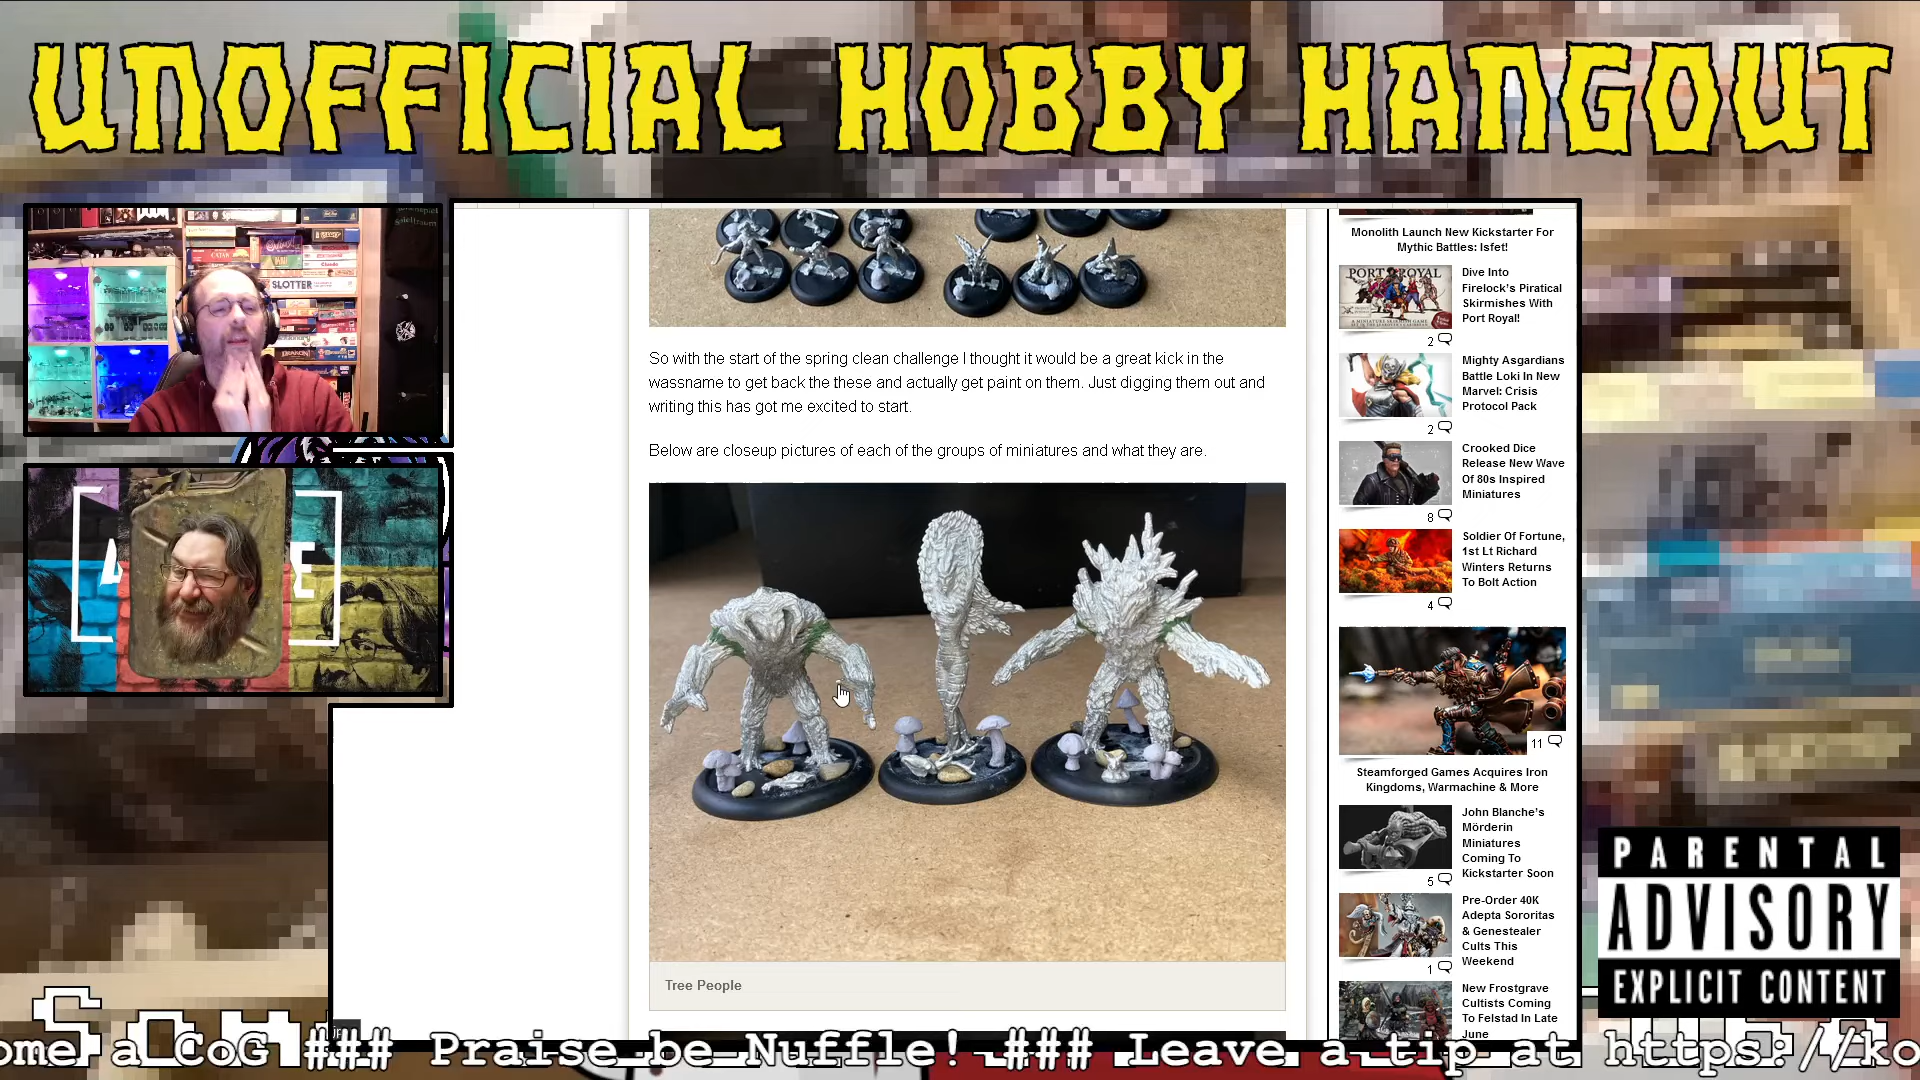 UNOFFICIAL HOBBY HANGOUT
CATAN
SLOTTER
So with the start of the spring clean challenge I thought it would be a great kick in the
wassname to get back the these and actually get paint on them. Just digging them out and
writing this has got me excited to start.
Below are closeup pictures of each of the groups of miniatures and what they are.
Tree People
Monolith Launch New Kickstarter For
Mythic Battles: Isfet!
PORT ROYAL
Dive Into
Firelock's Piratical
Skirmishes With
Port Royal!
2
Mighty Asgardians
Battle Loki In New
Marvel: Crisis
Protocol Pack
2
Crooked Dice
Release New Wave
Of 80s Inspired
Miniatures
8
Soldier Of Fortune,
1st Lt Richard
Winters Returns
To Bolt Action
4
11
Steamforged Games Acquires Iron
Kingdoms, Warmachine & More
John Blanche's
Mörderin
Miniatures
Coming To
Kickstarter Soon
5
Pre-Order 40K
Adepta Sororitas
& Genestealer
Cults This
Weekend
1
New Frostgrave
Cultists Coming
To Felstad In Late
June
PARENTAL
ADVISORY
EXPLICIT CONTENT
ome a CoG ### Praise be Nuffle! ### Leave a tip at https://ko